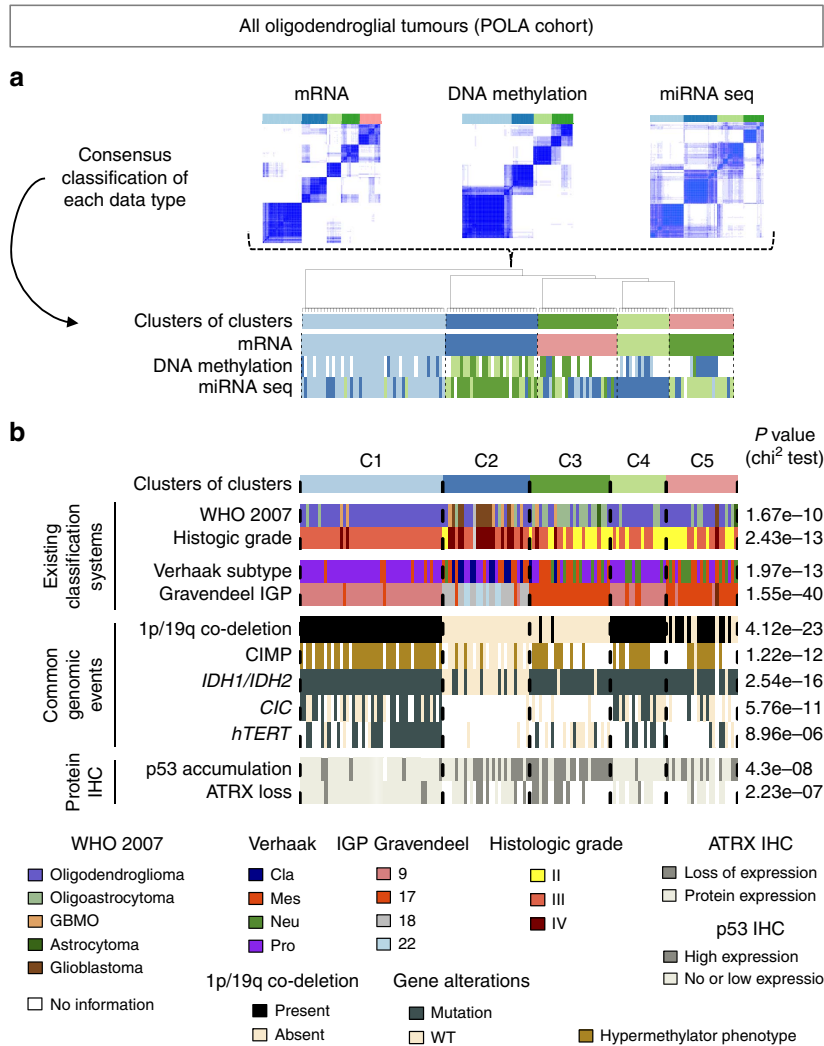 All oligodendroglial tumours (POLA cohort)
a
mRNA
DNA methylation
miRNA seq
Consensus
classification of
each data type
Clusters of clusters
mRNA
DNA methylation
miRNA seq
b
P value
(chi2 test)
C1
C2
C3
C4
C5
Clusters of clusters
Existing
classification
systems
WHO 2007
1.67e–10
Histogic grade
2.43e–13
Verhaak subtype
1.97e–13
Gravendeel IGP
1.55e–40
Common
genomic
events
1p/19q co-deletion
4.12e–23
CIMP
1.22e–12
IDH1/IDH2
2.54e–16
CIC
5.76e–11
hTERT
8.96e–06
Protein
IHC
p53 accumulation
4.3e–08
ATRX loss
2.23e–07
WHO 2007
Oligodendroglioma
Oligoastrocytoma
GBMO
Astrocytoma
Glioblastoma
No information
Verhaak
Cla
Mes
Neu
Pro
IGP Gravendeel
9
17
18
22
Histologic grade
II
III
IV
ATRX IHC
Loss of expression
Protein expression
p53 IHC
High expression
No or low expressio
1p/19q co-deletion
Present
Absent
Gene alterations
Mutation
WT
Hypermethylator phenotype